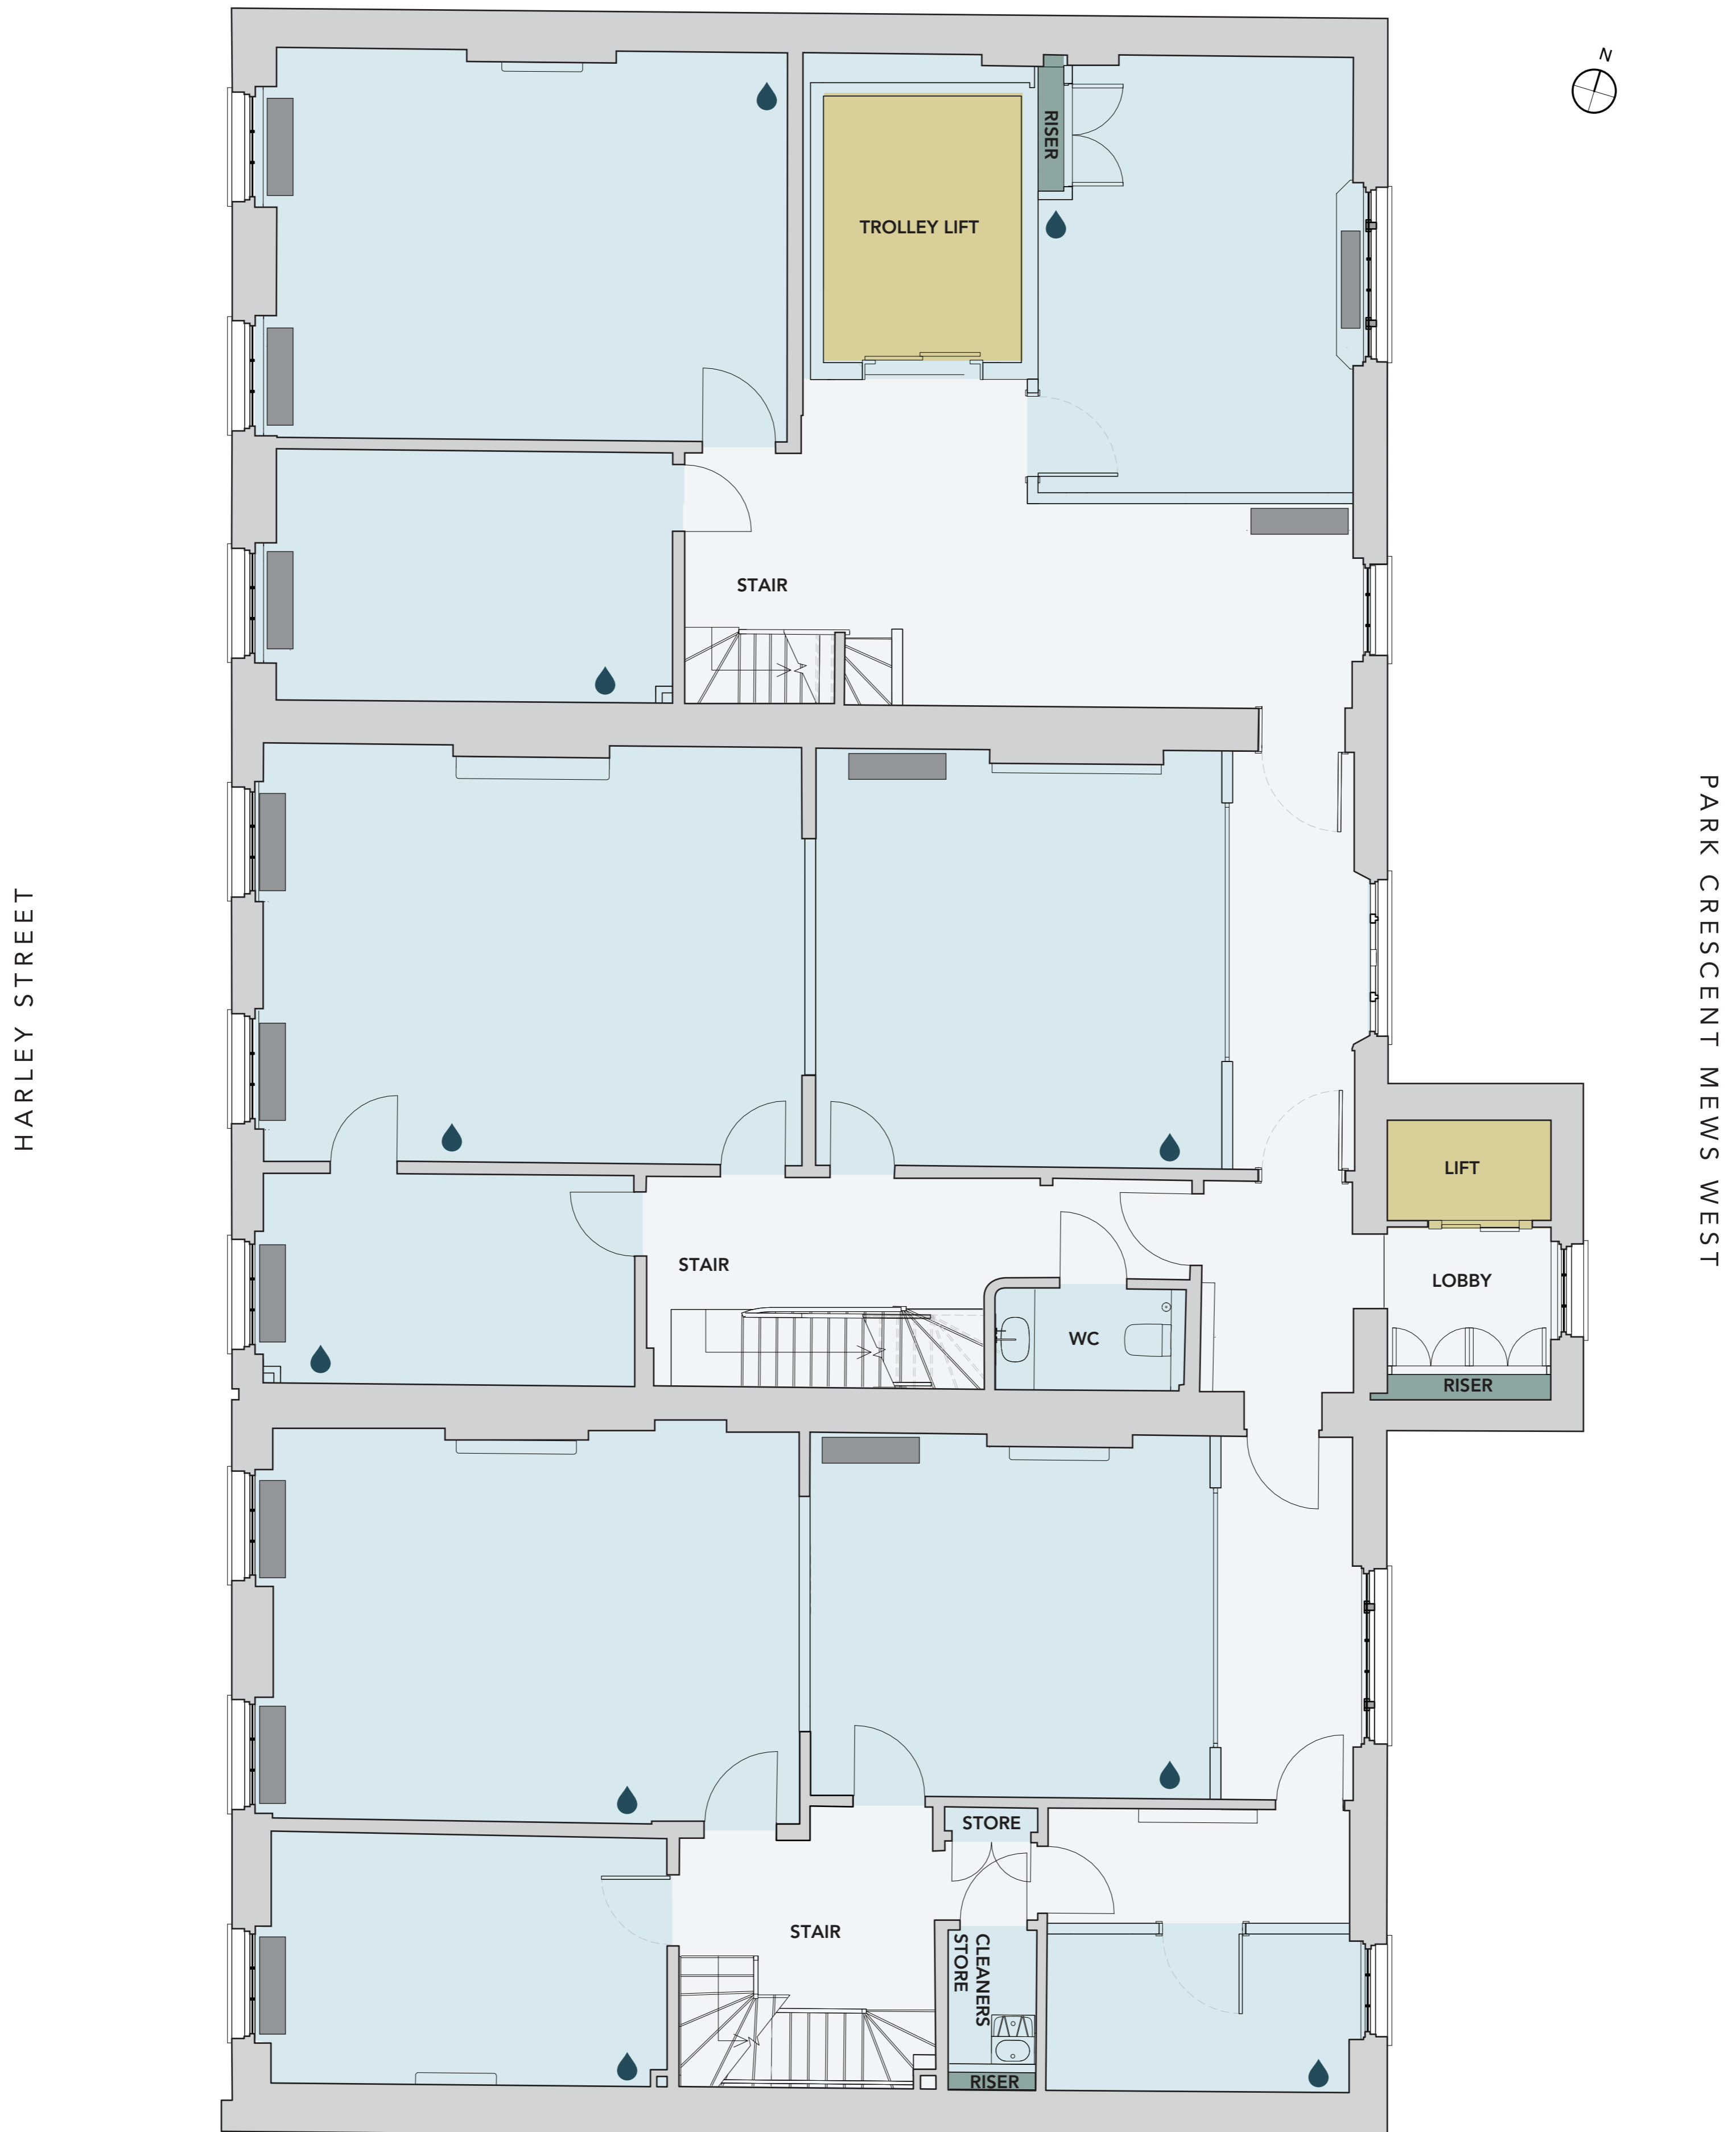 N
RISER
TROLLEY LIFT
STAIR
HARLEY STREET
PARK CRESCENT MEWS WEST
LIFT
STAIR
LOBBY
WC
RISER
STORE
STAIR
CLEANERS
STORE
RISER